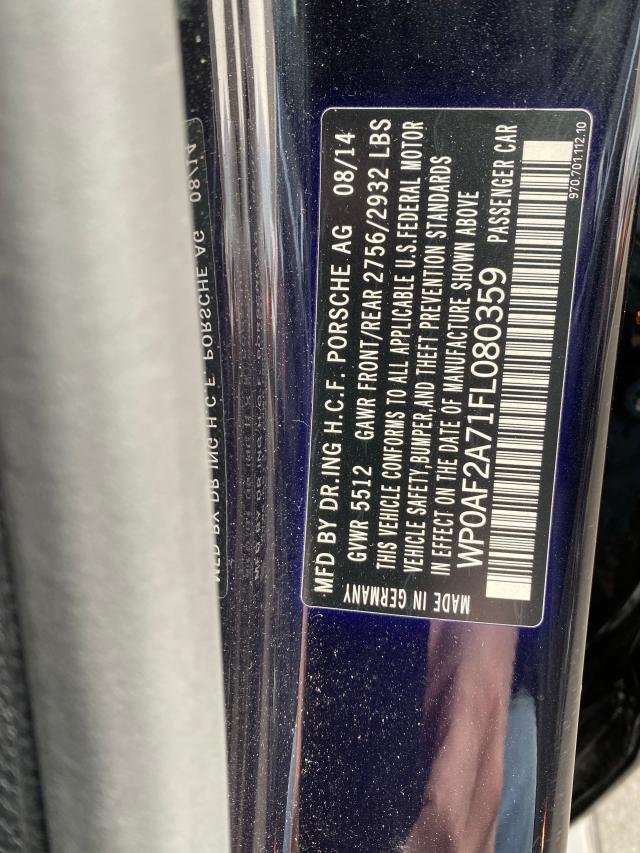 MFD BY DR.ING H.C.F. PORSCHE AG 08/14
GVWR 5512 GAWR FRONT/REAR 2756/2932 LBS
THIS VEHICLE CONFORMS TO ALL APPLICABLE U.S.FEDERAL MOTOR
VEHICLE SAFETY,BUMPER,AND THEFT PREVENTION STANDARDS
IN EFFECT ON THE DATE OF MANUFACTURE SHOWN ABOVE
WP0AF2A71FL080359 PASSENGER CAR
MADE IN GERMANY
970.701.112.10